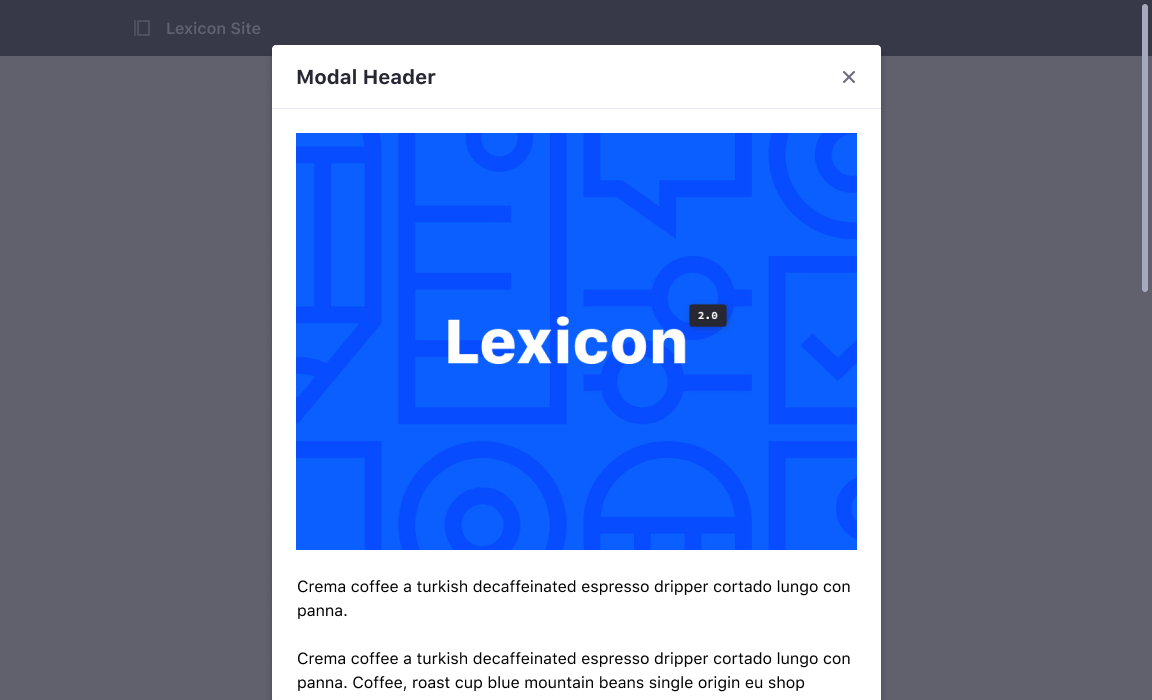 Lexicon Site
Modal Header
Lexicon
2.0
Crema coffee a turkish decaffeinated espresso dripper cortado lungo con
panna.
Crema coffee a turkish decaffeinated espresso dripper cortado lungo con
panna. Coffee, roast cup blue mountain beans single origin eu shop